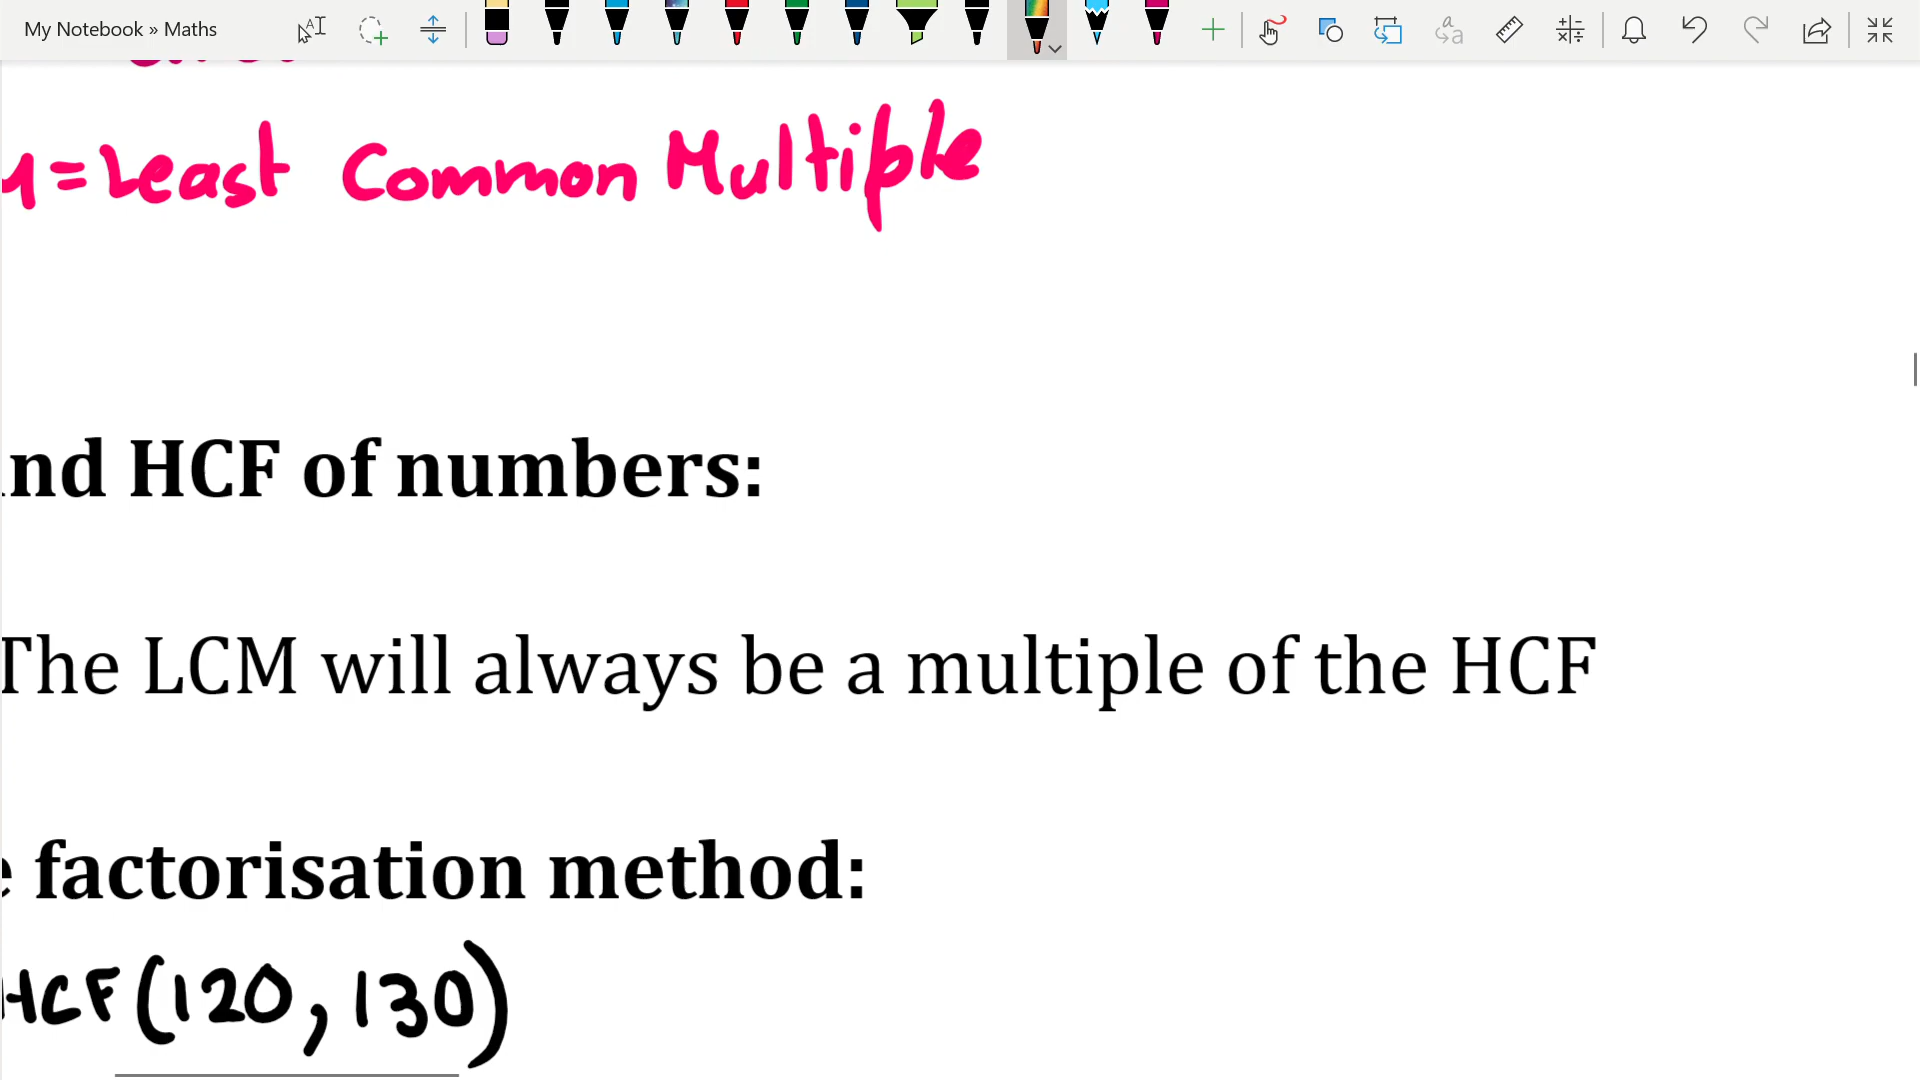 My Notebook » Maths
M=Least Common Multiple
nd HCF of numbers:
The LCM will always be a multiple of the HCF
e factorisation method:
HCF(120,130)